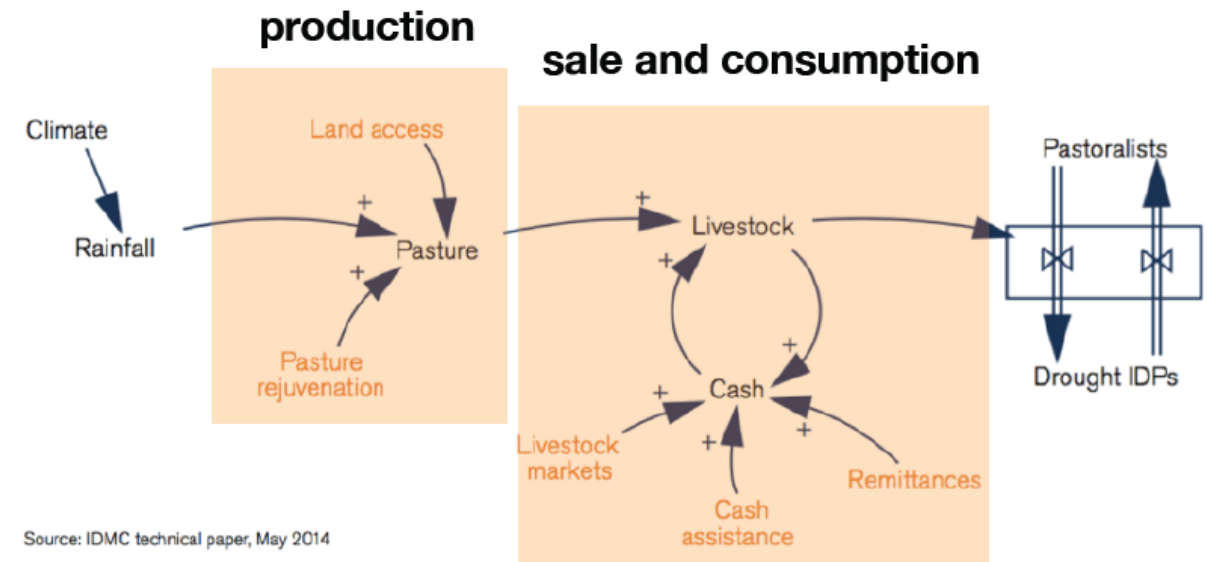 production
sale and consumption
Climate
Land access
Pastoralists
+
+
Rainfall
Pasture
Livestock
+
+
Pasture
rejuvenation
+
Cash
Drought IDPs
+
+
+
Livestock
markets
Remittances
Cash
assistance
Source: IDMC technical paper, May 2014